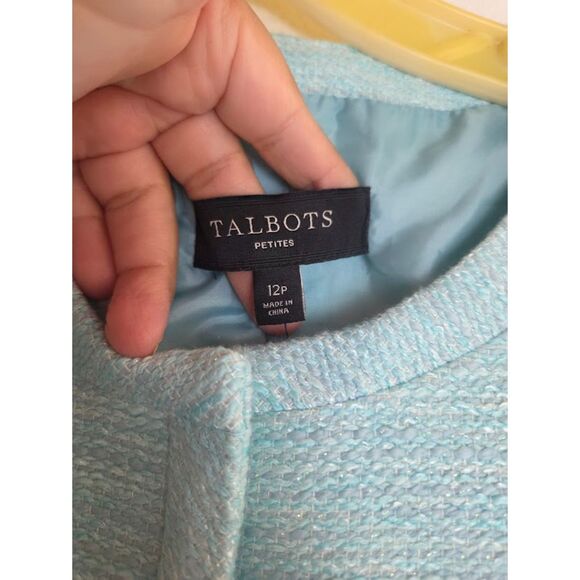 TALBOTS
PETITES
12P
MADE IN
CHINA